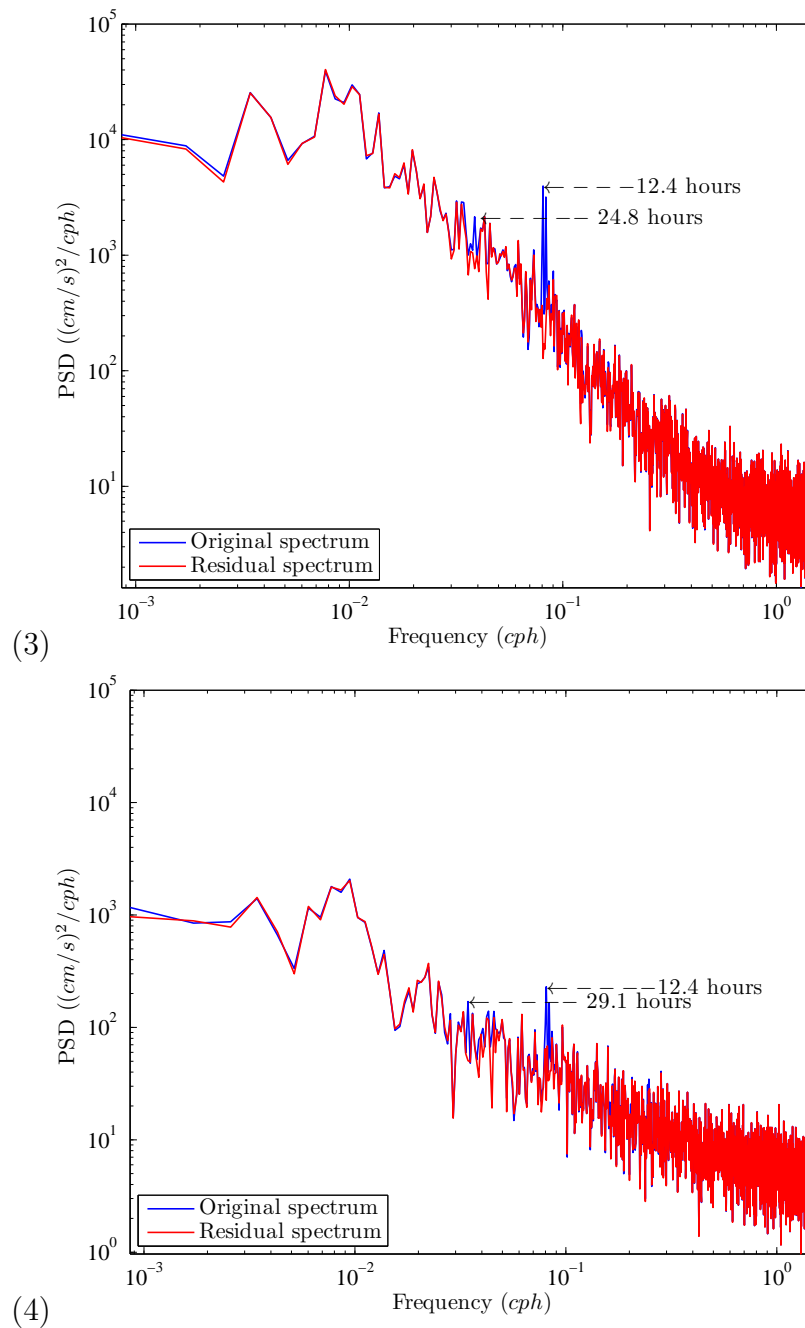 10^5
10^4
10^3
10^2
10^1
PSD ((cm/s)^2/cph)
12.4 hours
24.8 hours
Original spectrum
Residual spectrum
10^−3 10^−2 10^−1 10^0
Frequency (cph)
(3)
10^5
10^4
10^3
10^2
10^1
10^0
PSD ((cm/s)^2/cph)
12.4 hours
29.1 hours
Original spectrum
Residual spectrum
10^−3 10^−2 10^−1 10^0
Frequency (cph)
(4)